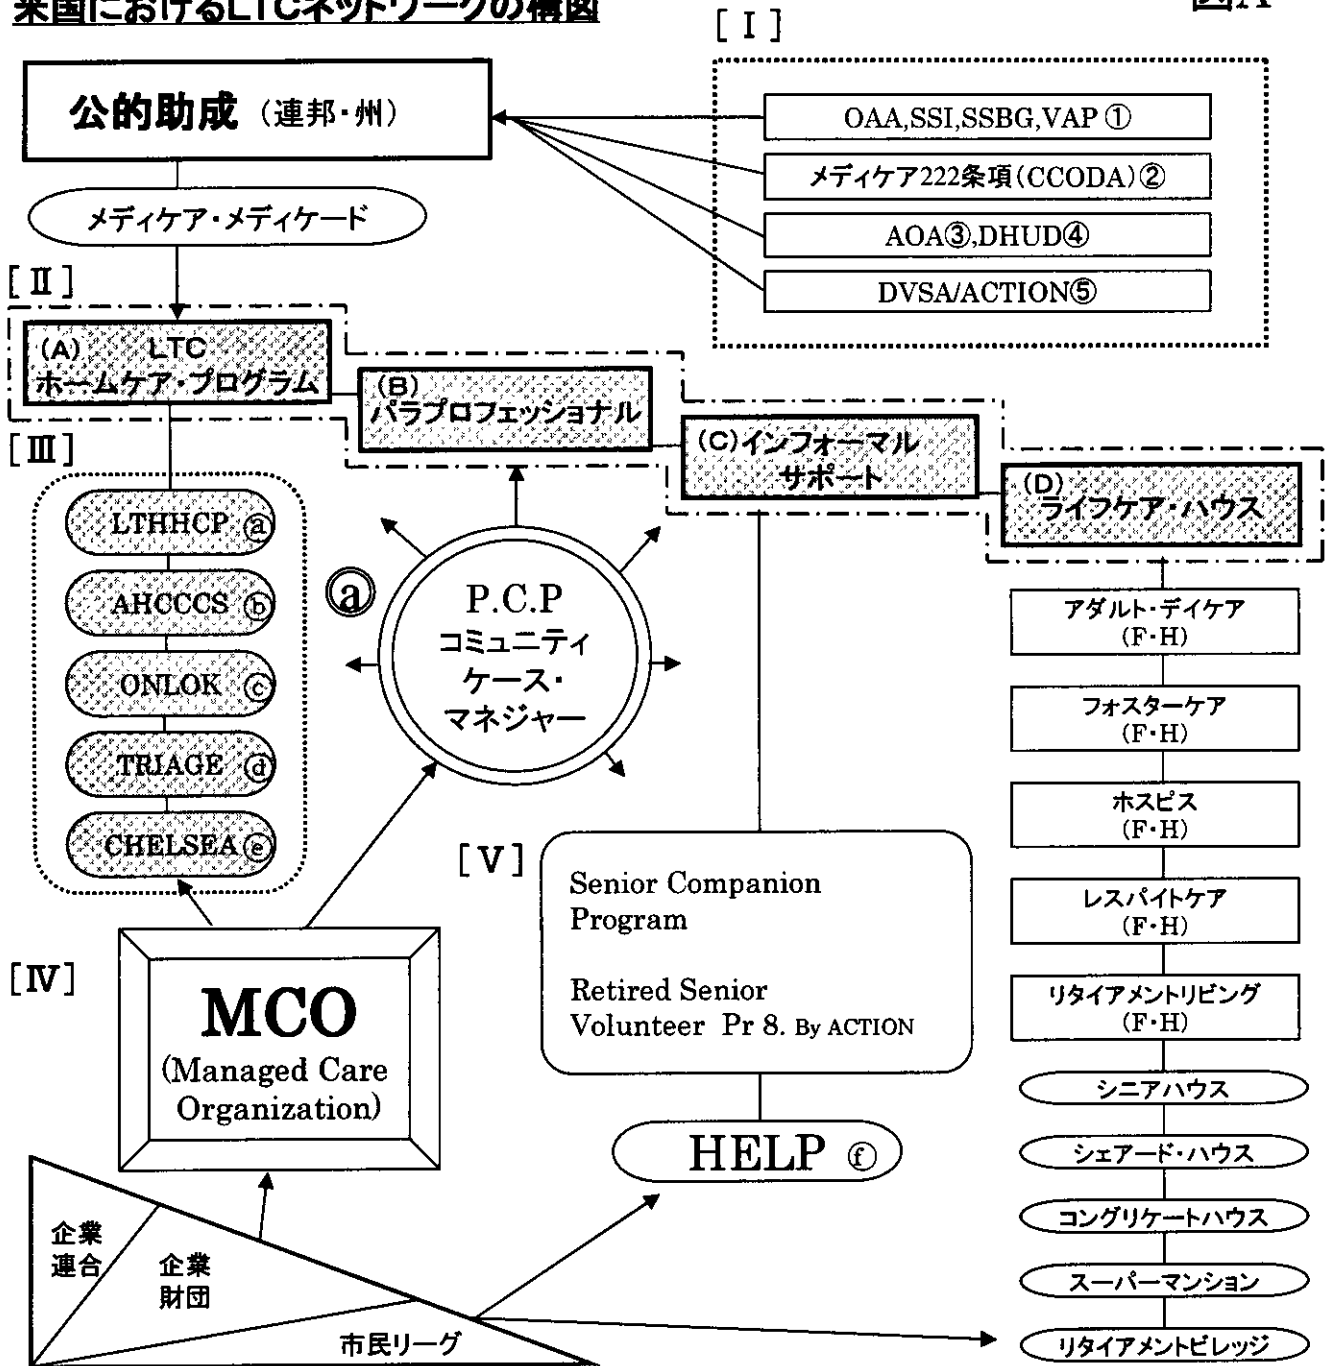 米国におけるLTCネットワークの構図
図A
[Ⅰ]
公的助成（連邦・州）
OAA,SSI,SSBG,VAP ①
メディケア222条項(CCODA)②
AOA③,DHUD④
DVSA/ACTION⑤
メディケア・メディケード
[Ⅱ]
(A) LTC
ホームケア・プログラム
(B)
パラプロフェッショナル
(C)インフォーマル
サポート
(D)
ライフケア・ハウス
[Ⅲ]
LTHHCP ⓐ
AHCCCS ⓑ
ONLOK ⓒ
TRIAGE ⓓ
CHELSEA ⓔ
ⓐ
P.C.P
コミュニティ
ケース・
マネジャー
アダルト・デイケア
(F・H)
フォスターケア
(F・H)
ホスピス
(F・H)
レスパイトケア
(F・H)
リタイアメントリビング
(F・H)
シニアハウス
シェアード・ハウス
コングリケートハウス
スーパーマンション
リタイアメントビレッジ
[Ⅴ]
Senior Companion
Program
Retired Senior
Volunteer Pr 8. By ACTION
HELP ⓕ
[Ⅳ]
MCO
(Managed Care
Organization)
企業
連合
企業
財団
市民リーグ